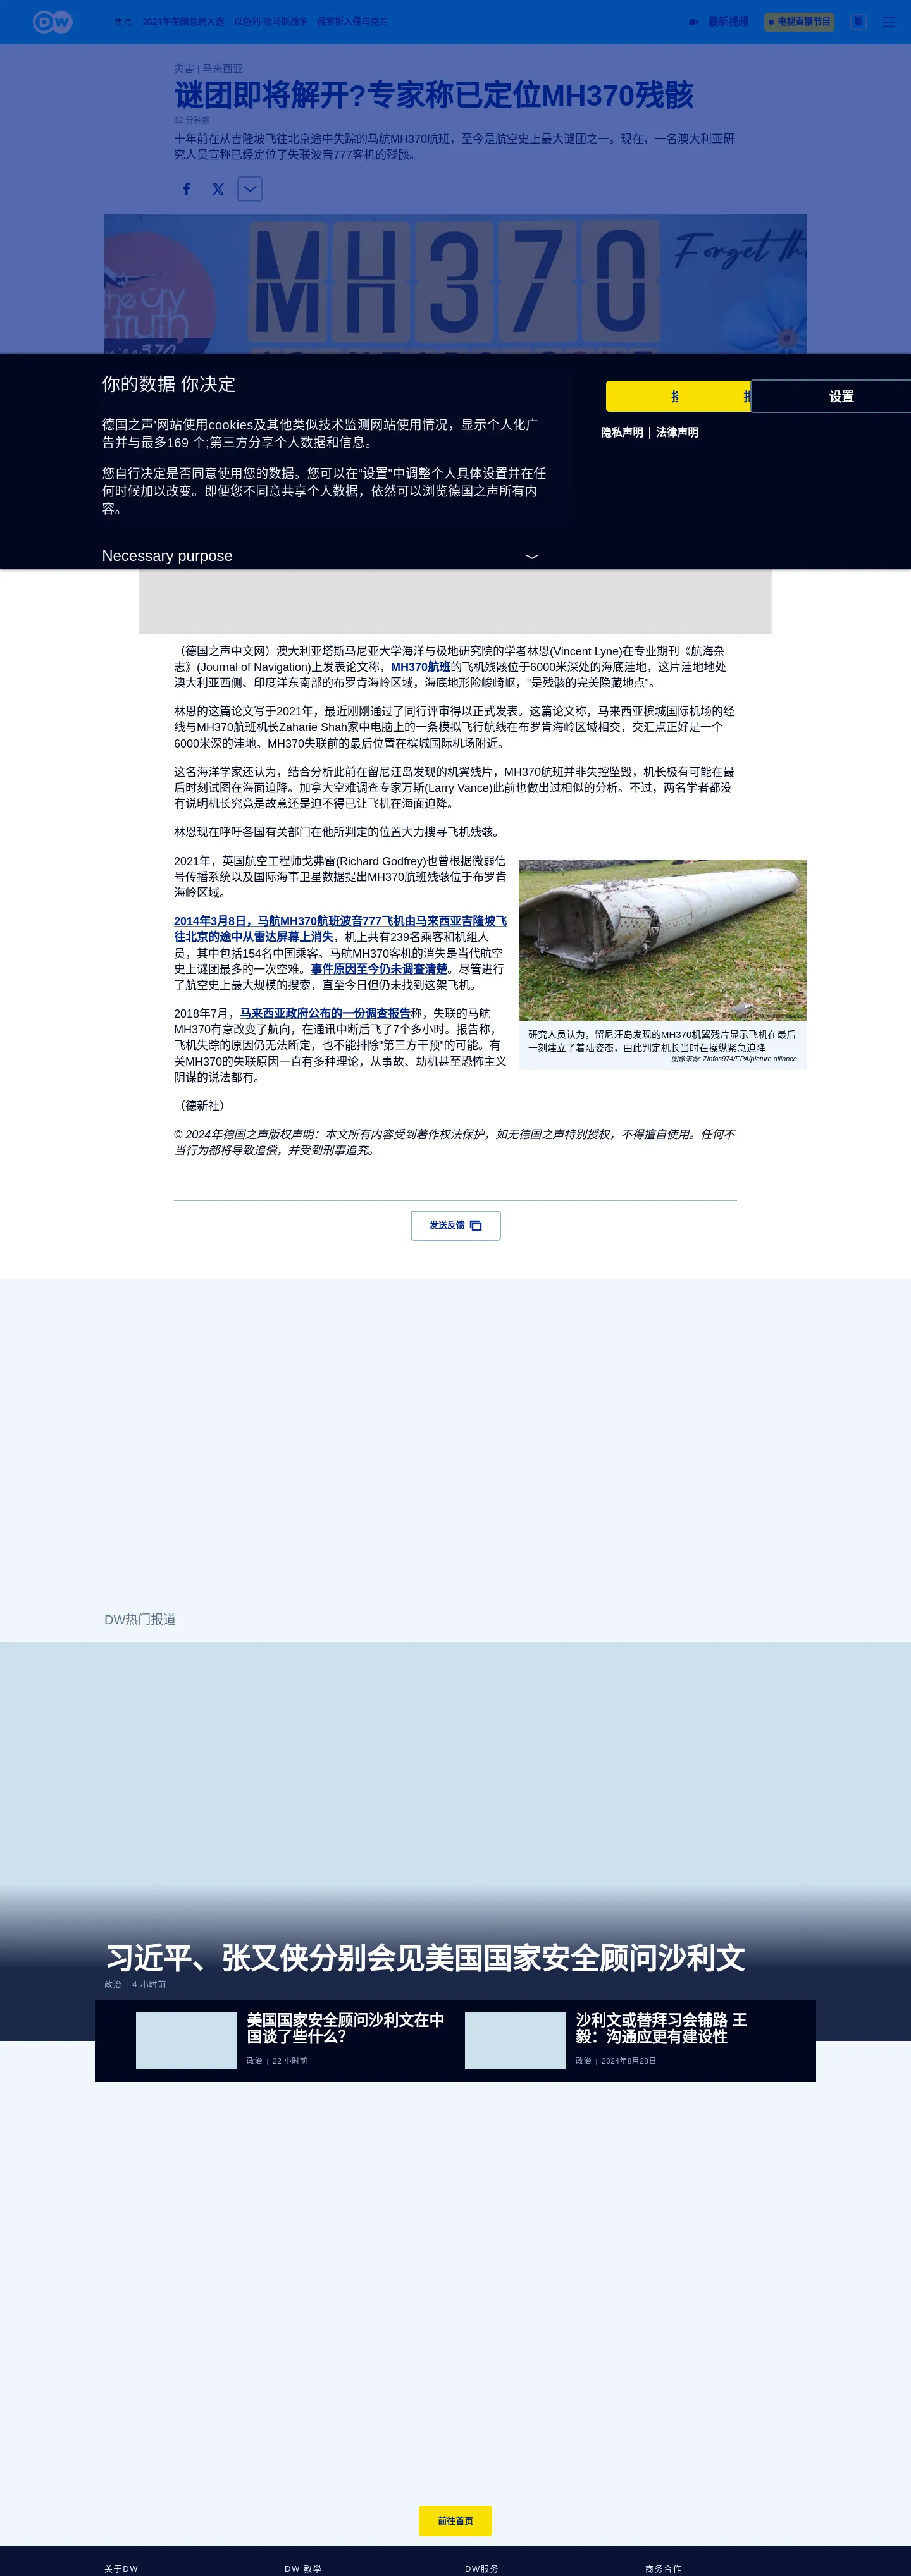 DW
焦点 2024年美国总统大选 以色列-哈马斯战争 俄罗斯入侵乌克兰
最新视频 电视直播节目 繁
灾害 | 马来西亚
谜团即将解开?专家称已定位MH370残骸
52 分钟前
十年前在从吉隆坡飞往北京途中失踪的马航MH370航班，至今是航空史上最大谜团之一。现在，一名澳大利亚研
究人员宣称已经定位了失联波音777客机的残骸。
MH370
Forget th
the cry
truth
你的数据 你决定
德国之声'网站使用cookies及其他类似技术监测网站使用情况，显示个人化广
告并与最多169 个;第三方分享个人数据和信息。
您自行决定是否同意使用您的数据。您可以在“设置”中调整个人具体设置并在任
何时候加以改变。即便您不同意共享个人数据，依然可以浏览德国之声所有内
容。
Necessary purpose
设置
隐私声明 | 法律声明
（德国之声中文网）澳大利亚塔斯马尼亚大学海洋与极地研究院的学者林恩(Vincent Lyne)在专业期刊《航海杂
志》(Journal of Navigation)上发表论文称，MH370航班的飞机残骸位于6000米深处的海底洼地，这片洼地地处
澳大利亚西侧、印度洋东南部的布罗肯海岭区域，海底地形险峻崎岖，"是残骸的完美隐藏地点"。
林恩的这篇论文写于2021年，最近刚刚通过了同行评审得以正式发表。这篇论文称，马来西亚槟城国际机场的经
线与MH370航班机长Zaharie Shah家中电脑上的一条模拟飞行航线在布罗肯海岭区域相交，交汇点正好是一个
6000米深的洼地。MH370失联前的最后位置在槟城国际机场附近。
这名海洋学家还认为，结合分析此前在留尼汪岛发现的机翼残片，MH370航班并非失控坠毁，机长极有可能在最
后时刻试图在海面迫降。加拿大空难调查专家万斯(Larry Vance)此前也做出过相似的分析。不过，两名学者都没
有说明机长究竟是故意还是迫不得已让飞机在海面迫降。
林恩现在呼吁各国有关部门在他所判定的位置大力搜寻飞机残骸。
2021年，英国航空工程师戈弗雷(Richard Godfrey)也曾根据微弱信
号传播系统以及国际海事卫星数据提出MH370航班残骸位于布罗肯
海岭区域。
2014年3月8日，马航MH370航班波音777飞机由马来西亚吉隆坡飞
往北京的途中从雷达屏幕上消失，机上共有239名乘客和机组人
员，其中包括154名中国乘客。马航MH370客机的消失是当代航空
史上谜团最多的一次空难。事件原因至今仍未调查清楚。尽管进行
了航空史上最大规模的搜索，直至今日但仍未找到这架飞机。
2018年7月，马来西亚政府公布的一份调查报告称，失联的马航
MH370有意改变了航向，在通讯中断后飞了7个多小时。报告称，
飞机失踪的原因仍无法断定，也不能排除"第三方干预"的可能。有
关MH370的失联原因一直有多种理论，从事故、劫机甚至恐怖主义
阴谋的说法都有。
研究人员认为，留尼汪岛发现的MH370机翼残片显示飞机在最后
一刻建立了着陆姿态，由此判定机长当时在操纵紧急迫降
图像来源: Zinfos974/EPA/picture alliance
（德新社）
© 2024年德国之声版权声明：本文所有内容受到著作权法保护，如无德国之声特别授权，不得擅自使用。任何不
当行为都将导致追偿，并受到刑事追究。
发送反馈
DW热门报道
习近平、张又侠分别会见美国国家安全顾问沙利文
政治 | 4 小时前
美国国家安全顾问沙利文在中
国谈了些什么？
政治 | 22 小时前
沙利文或替拜习会铺路 王
毅：沟通应更有建设性
政治 | 2024年8月28日
前往首页
关于DW DW 教學 DW服务 商务合作